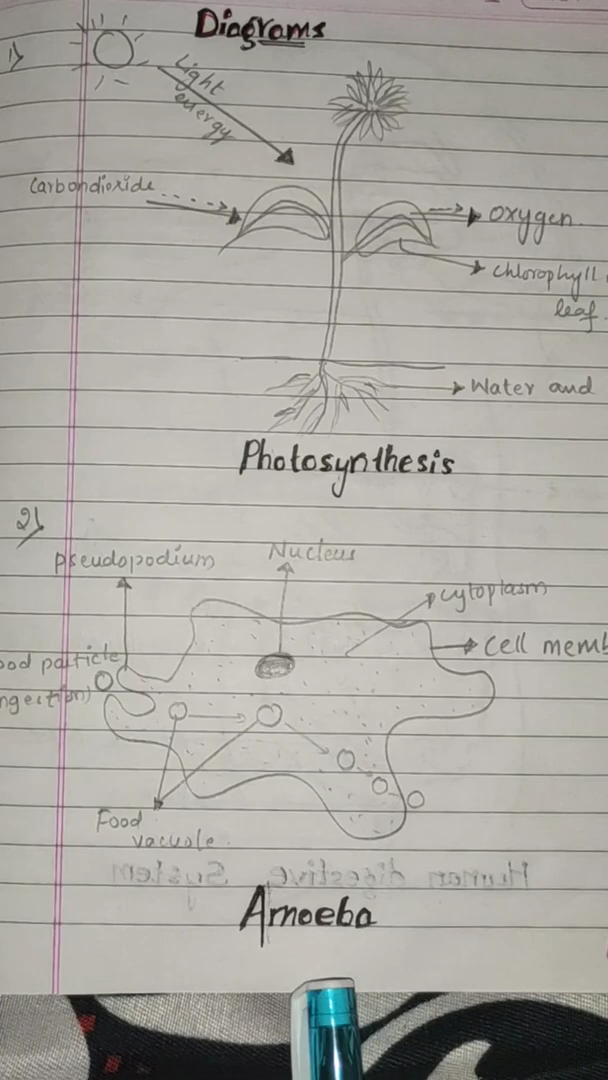 Diagrams
1)
Light
energy
Carbondioxide
oxygen
chlorophyll
leaf.
Water and
Photosynthesis
2)
pseudopodium
Nucleus
cytoplasm
Cell memb
ood particle
ngection)
Food
vacuole.
Human digestive System
Amoeba